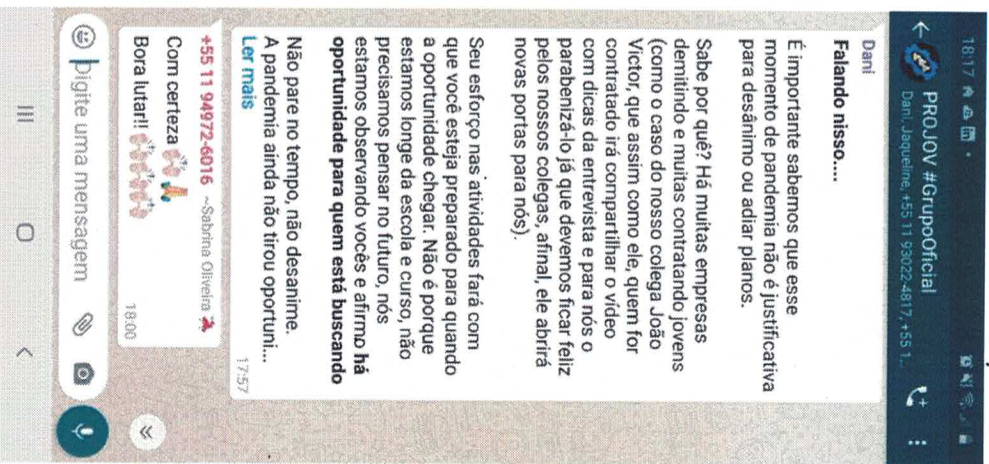 18:17
PROJOV #GrupoOficial
Dani, Jaqueline, +55 11 93022-4817, +55 1...
Dani
Falando nisso....
É importante sabemos que esse
momento de pandemia não é justificativa
para desânimo ou adiar planos.
Sabe por quê? Há muitas empresas
demitindo e muitas contratando jovens
(como o caso do nosso colega João
Victor, que assim como ele, quem for
contratado irá compartilhar o vídeo
com dicas da entrevista e para nós o
parabenizá-lo já que devemos ficar feliz
pelos nossos colegas, afinal, ele abrirá
novas portas para nós).
Seu esforço nas atividades fará com
que você esteja preparado para quando
a oportunidade chegar. Não é porque
estamos longe da escola e curso, não
precisamos pensar no futuro, nós
estamos observando vocês e afirmo há
oportunidade para quem está buscando
Não pare no tempo, não desanime.
A pandemia ainda não tirou oportuni...
Ler mais
17:57
+55 11 94972-6016 ~Sabrina Oliveira
Com certeza
Bora lutar!!
18:00
Digite uma mensagem